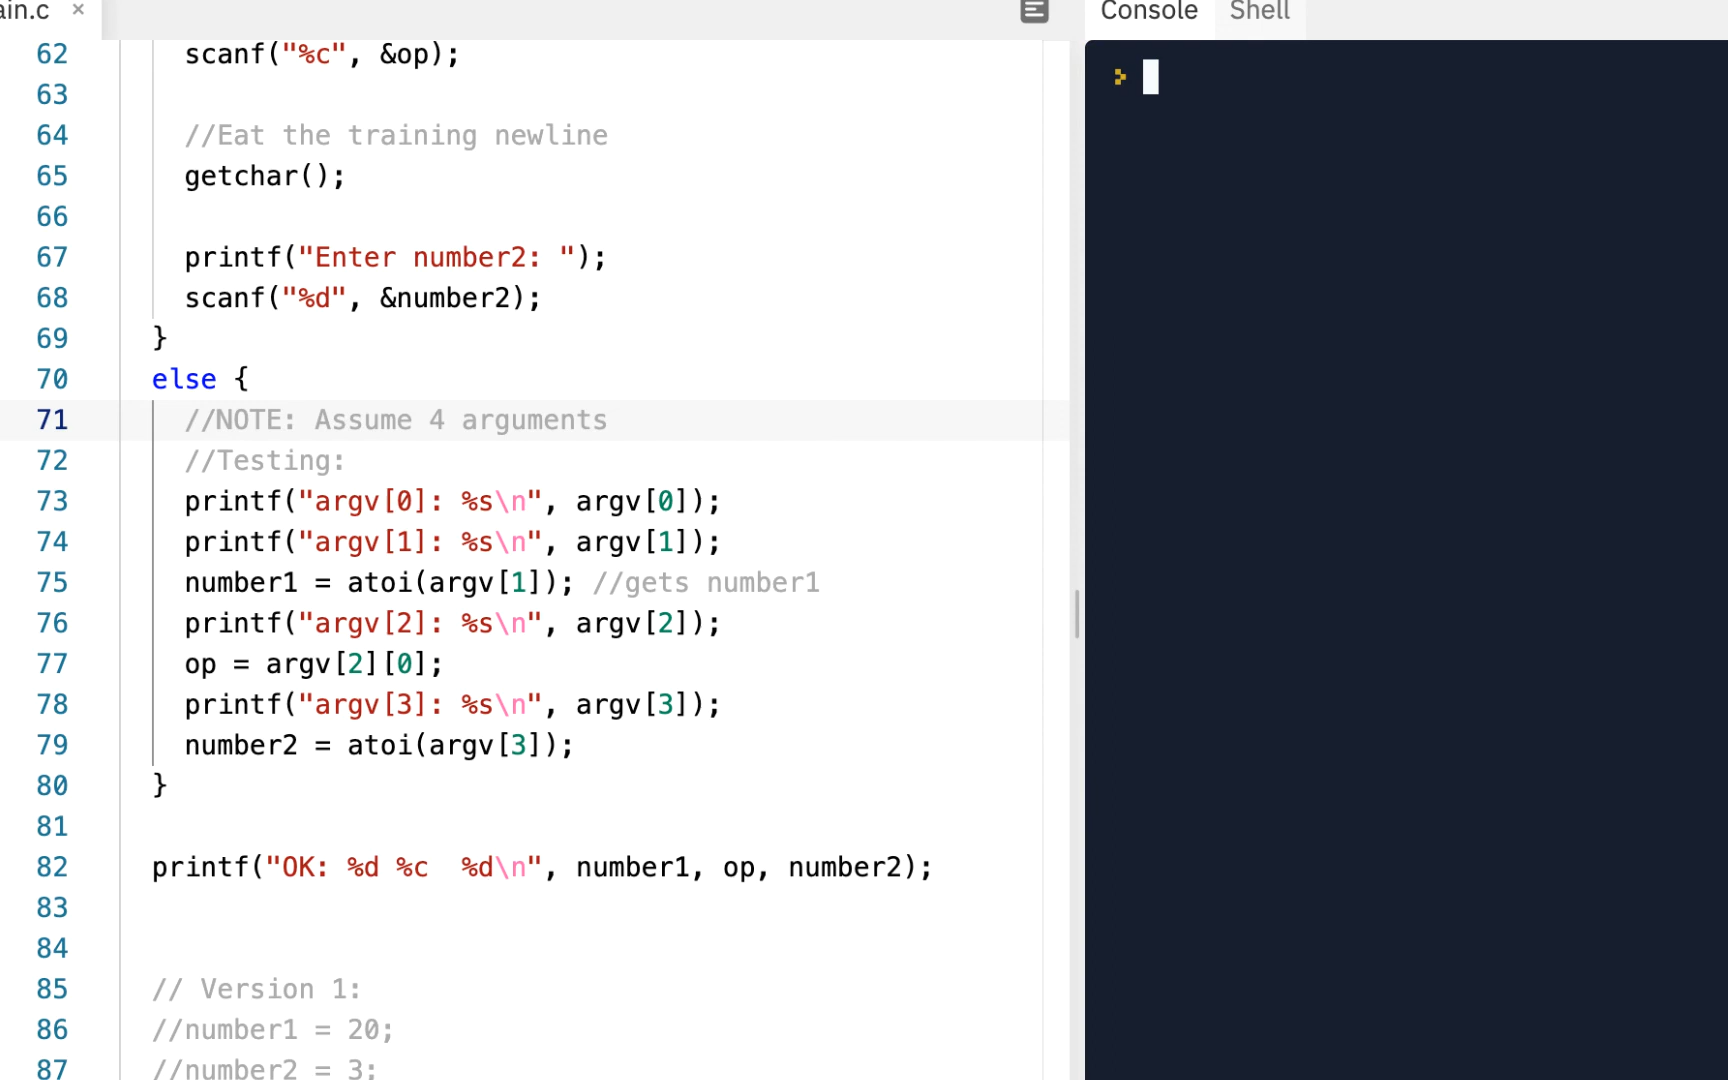 ain.c × Console Shell
62 scanf("%c", &op);
63
64 //Eat the training newline
65 getchar();
66
67 printf("Enter number2: ");
68 scanf("%d", &number2);
69 }
70 else {
71 //NOTE: Assume 4 arguments
72 //Testing:
73 printf("argv[0]: %s\n", argv[0]);
74 printf("argv[1]: %s\n", argv[1]);
75 number1 = atoi(argv[1]); //gets number1
76 printf("argv[2]: %s\n", argv[2]);
77 op = argv[2][0];
78 printf("argv[3]: %s\n", argv[3]);
79 number2 = atoi(argv[3]);
80 }
81
82 printf("OK: %d %c  %d\n", number1, op, number2);
83
84
85 // Version 1:
86 //number1 = 20;
87 //number2 = 3;